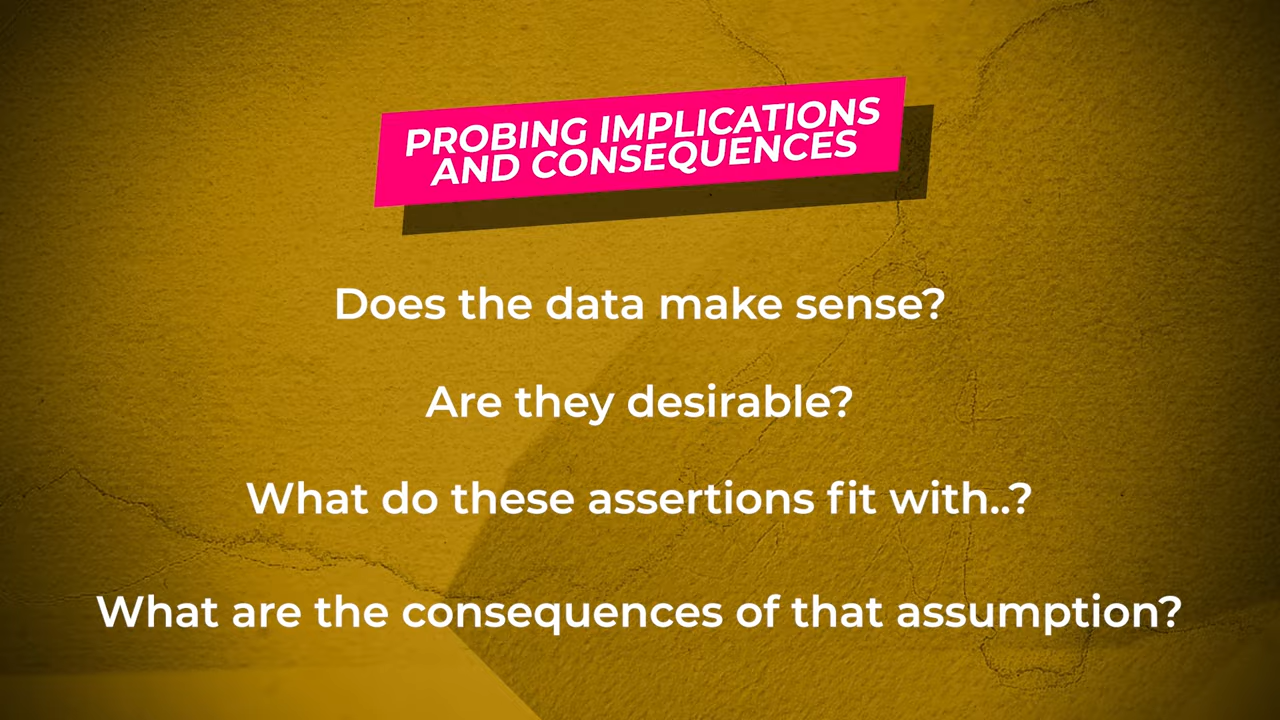 PROBING IMPLICATIONS
AND CONSEQUENCES
Does the data make sense?
Are they desirable?
What do these assertions fit with..?
What are the consequences of that assumption?